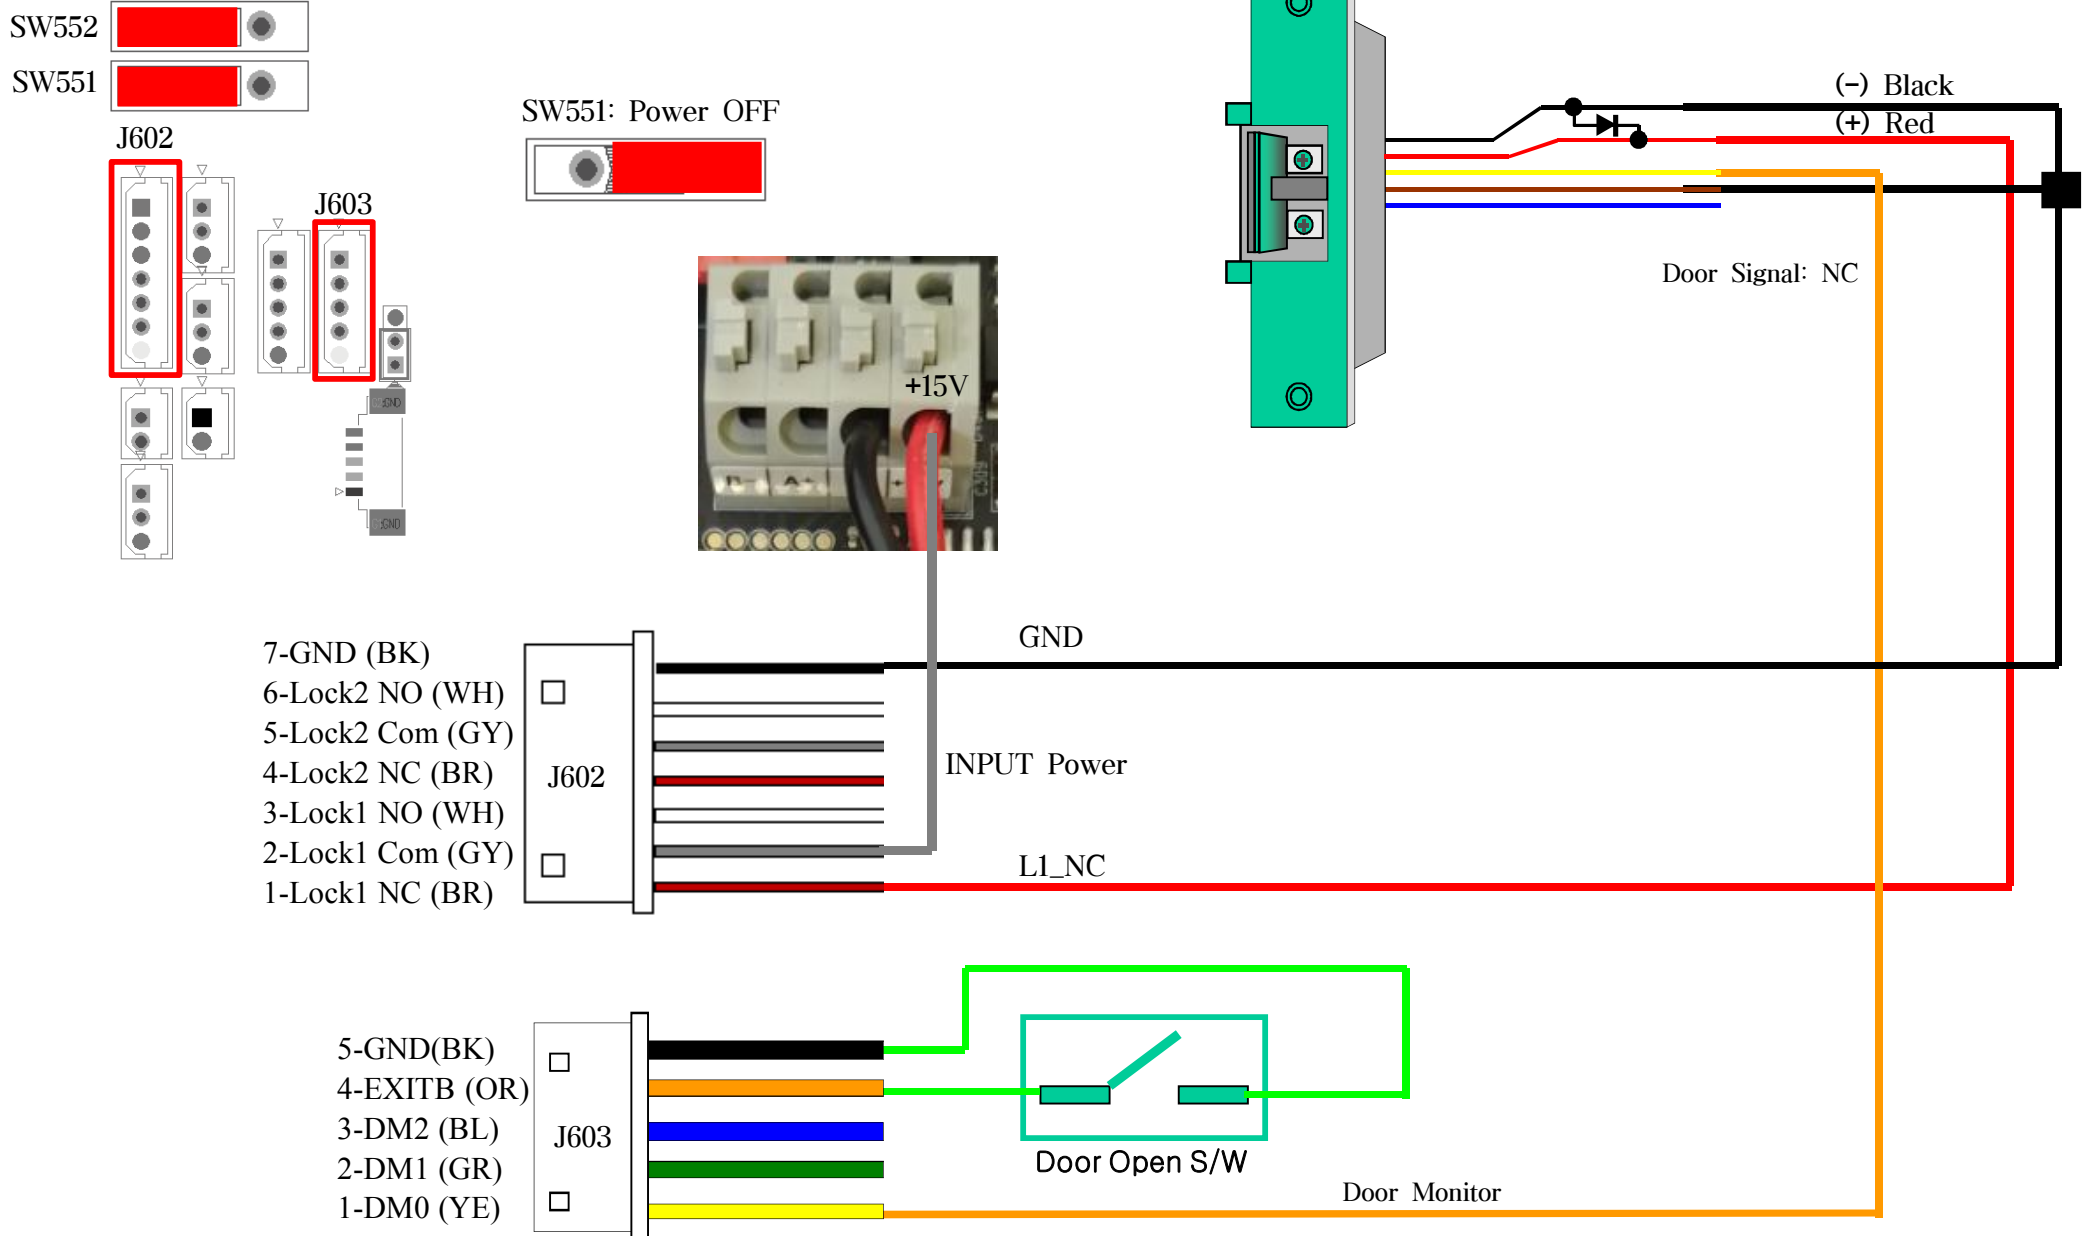 SW552
SW551
J602
J603
SW551: Power OFF
(-) Black
(+) Red
Door Signal: NC
+15V
A+
C309
GND
GND
7-GND (BK)
6-Lock2 NO (WH)
5-Lock2 Com (GY)
4-Lock2 NC (BR)
3-Lock1 NO (WH)
2-Lock1 Com (GY)
1-Lock1 NC (BR)
J602
GND
INPUT Power
L1_NC
5-GND(BK)
4-EXITB (OR)
3-DM2 (BL)
2-DM1 (GR)
1-DM0 (YE)
J603
Door Open S/W
Door Monitor